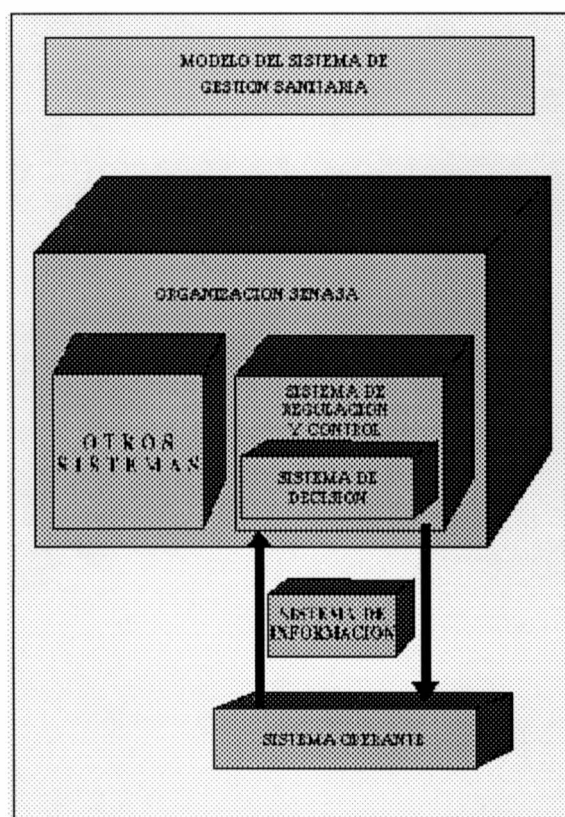 MODELO DEL SISTEMA DE
GESTION SANITARIA
ORGANIZACION SENASA
OTROS
SISTEMAS
SISTEMA DE
REGULACION
Y CONTROL
SISTEMA DE
DECISION
SISTEMA DE
INFORMACION
SISTEMA OPERANTE